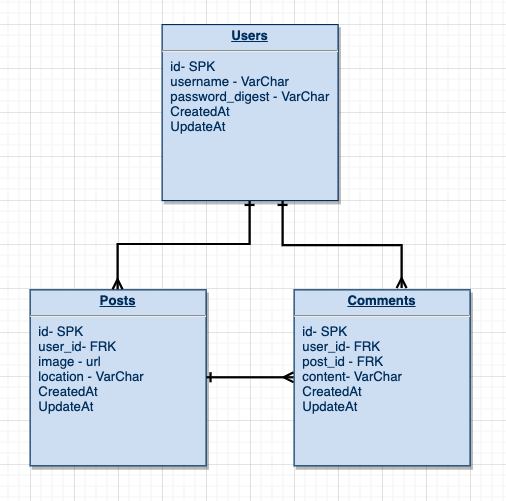 Users
id- SPK
username - VarChar
password_digest - VarChar
CreatedAt
UpdateAt
Posts
id- SPK
user_id- FRK
image - url
location - VarChar
CreatedAt
UpdateAt
Comments
id- SPK
user_id- FRK
post_id - FRK
content- VarChar
CreatedAt
UpdateAt